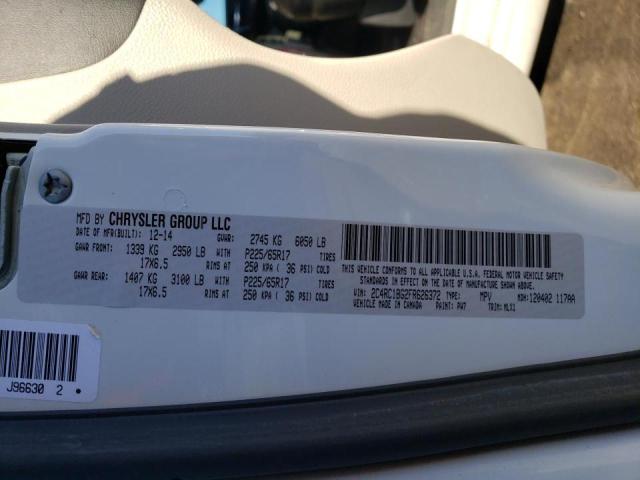 MFD BY CHRYSLER GROUP LLC
DATE OF MFR(BUILT): 12-14 GVWR: 2745 KG 6050 LB
GAWR FRONT: 1339 KG 2950 LB WITH P225/65R17 TIRES
17X6.5 RIMS AT 250 KPA ( 36 PSI) COLD
GAWR REAR: 1407 KG 3100 LB WITH P225/65R17 TIRES
17X6.5 RIMS AT 250 KPA ( 36 PSI) COLD
THIS VEHICLE CONFORMS TO ALL APPLICABLE U.S.A. FEDERAL MOTOR VEHICLE SAFETY
STANDARDS IN EFFECT ON THE DATE OF MANUFACTURE SHOWN ABOVE.
VIN: 2C4RC1BG2FR626372 TYPE: MPV MDH: 120402 117AA
VEHICLE MADE IN CANADA PAINT: PW7 TRIM: MLX1
J96630 2